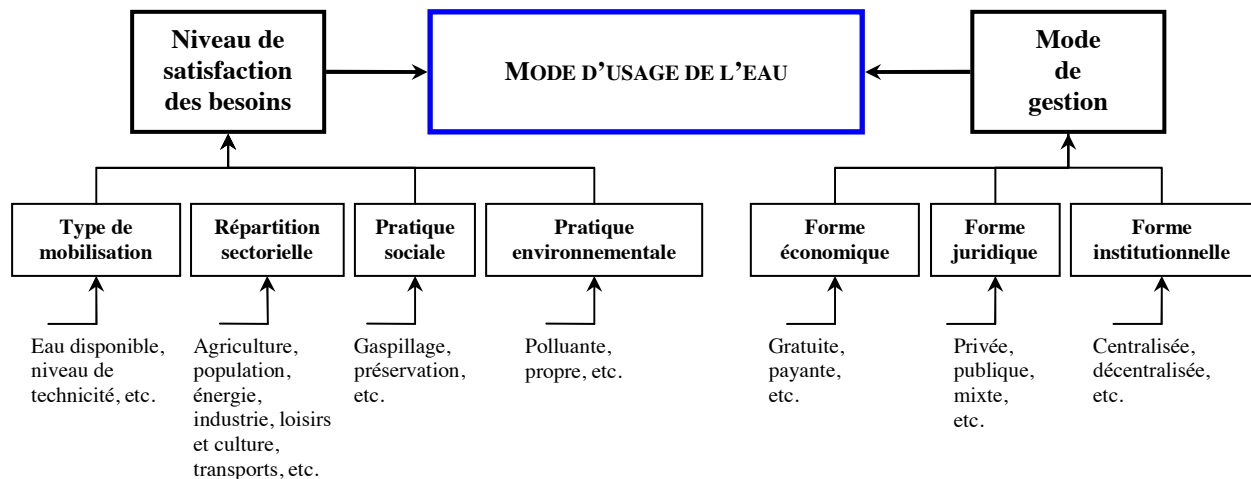 Niveau de
satisfaction
des besoins
MODE D’USAGE DE L’EAU
Mode
de
gestion
Type de
mobilisation
Répartition
sectorielle
Pratique
sociale
Pratique
environnementale
Forme
économique
Forme
juridique
Forme
institutionnelle
Eau disponible,
niveau de
technicité, etc.
Agriculture,
population,
énergie,
industrie, loisirs
et culture,
transports, etc.
Gaspillage,
préservation,
etc.
Polluante,
propre, etc.
Gratuite,
payante,
etc.
Privée,
publique,
mixte,
etc.
Centralisée,
décentralisée,
etc.